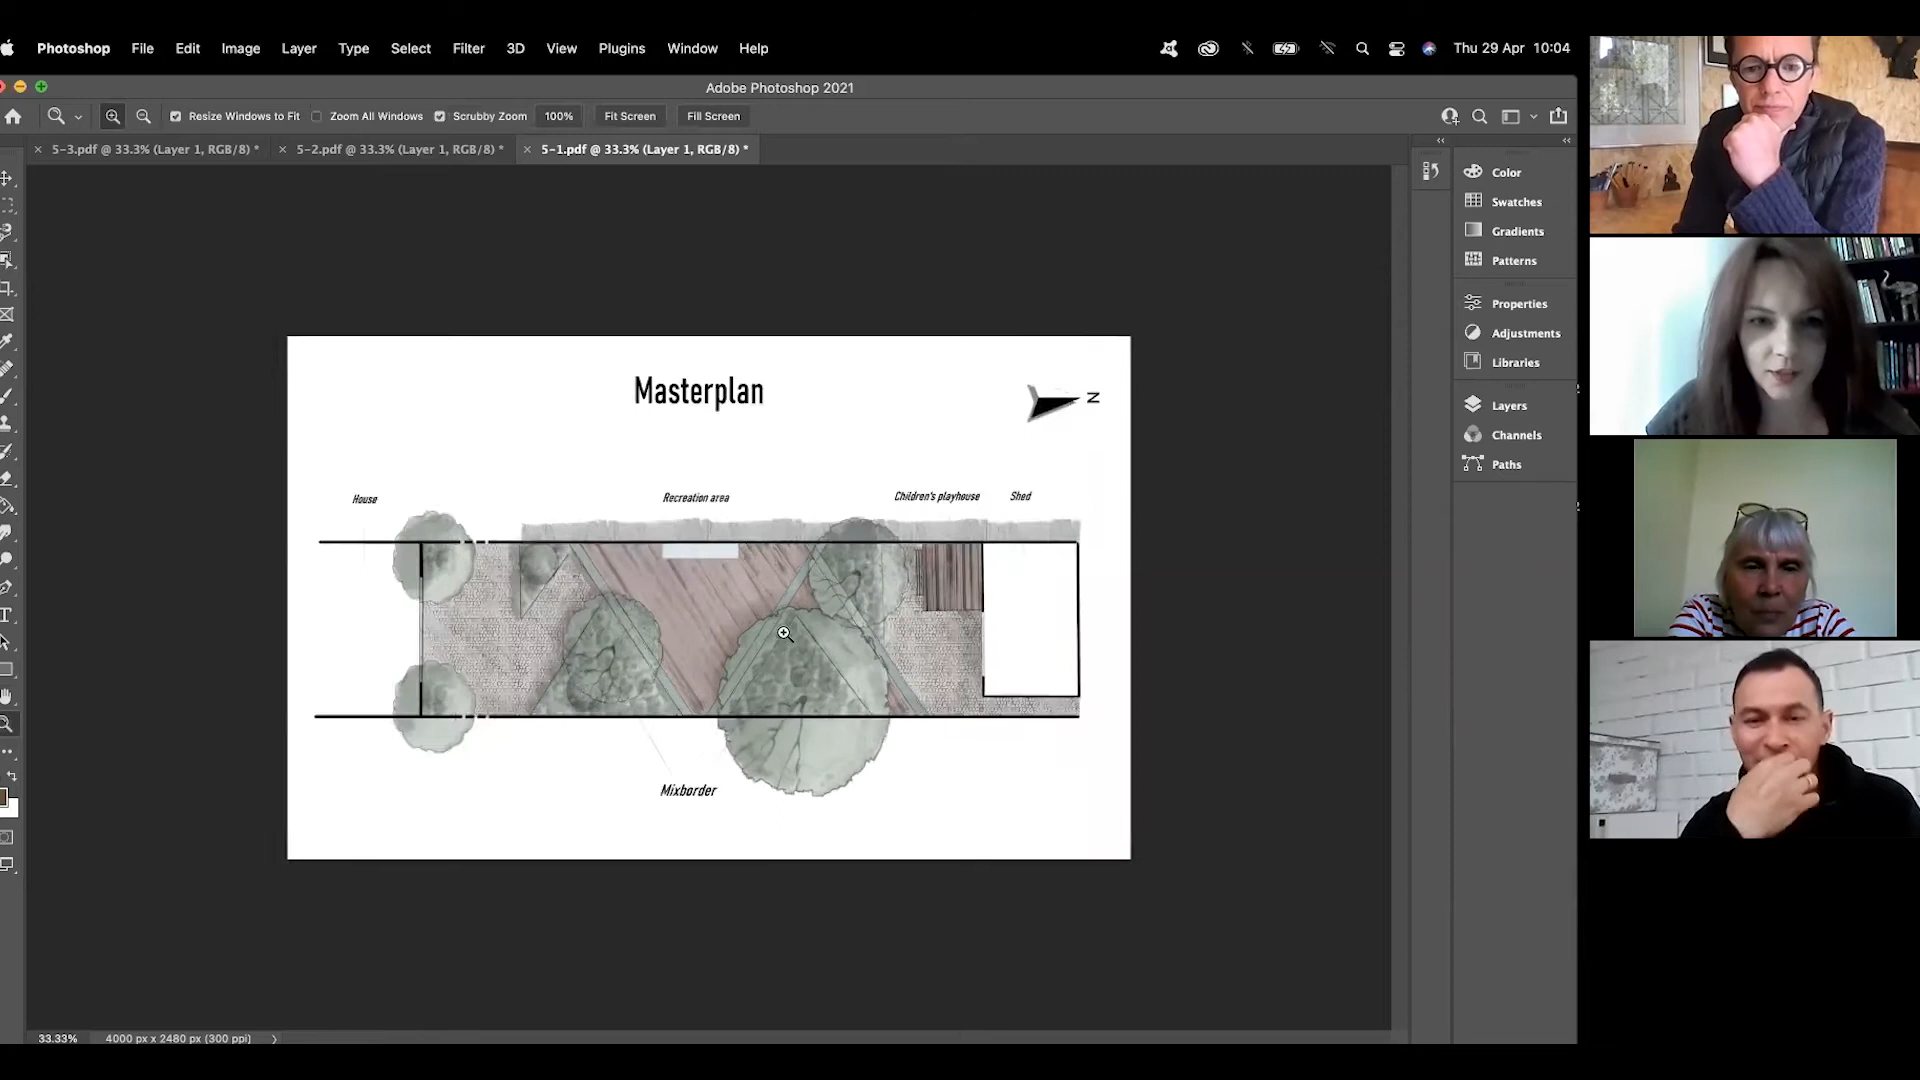 Photoshop File Edit Image Layer Type Select Filter 3D View Plugins Window Help Thu 29 Apr 10:04
Adobe Photoshop 2021
Resize Windows to Fit Zoom All Windows Scrubby Zoom 100% Fit Screen Fill Screen
5-3.pdf @ 33.3% (Layer 1, RGB/8) * 5-2.pdf @ 33.3% (Layer 1, RGB/8) * 5-1.pdf @ 33.3% (Layer 1, RGB/8) *
Color
Swatches
Gradients
Patterns
Properties
Adjustments
Libraries
Layers
Channels
Paths
Masterplan
N
House Recreation area Children's playhouse Shed
Mixborder
33.33% 4000 px x 2480 px (300 ppi)